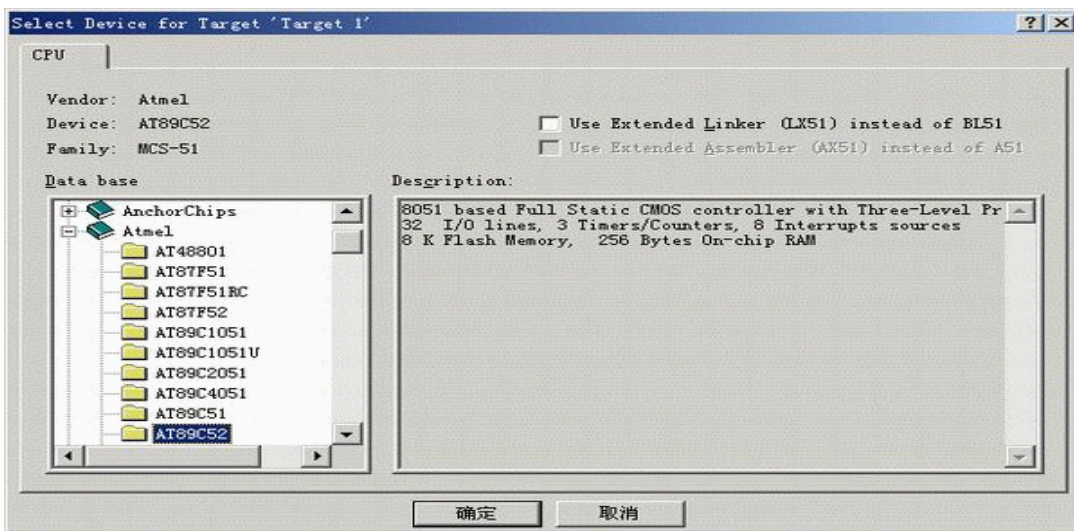 Select Device for Target 'Target 1'
CPU
Vendor: Atmel
Device: AT89C52
Family: MCS-51
Use Extended Linker (LX51) instead of BL51
Use Extended Assembler (AX51) instead of A51
Data base
AnchorChips
Atmel
AT48801
AT87F51
AT87F51RC
AT87F52
AT89C1051
AT89C1051U
AT89C2051
AT89C4051
AT89C51
AT89C52
Description:
8051 based Full Static CMOS controller with Three-Level Pr
32 I/O lines, 3 Timers/Counters, 8 Interrupts sources
8 K Flash Memory, 256 Bytes On-chip RAM
确定
取消